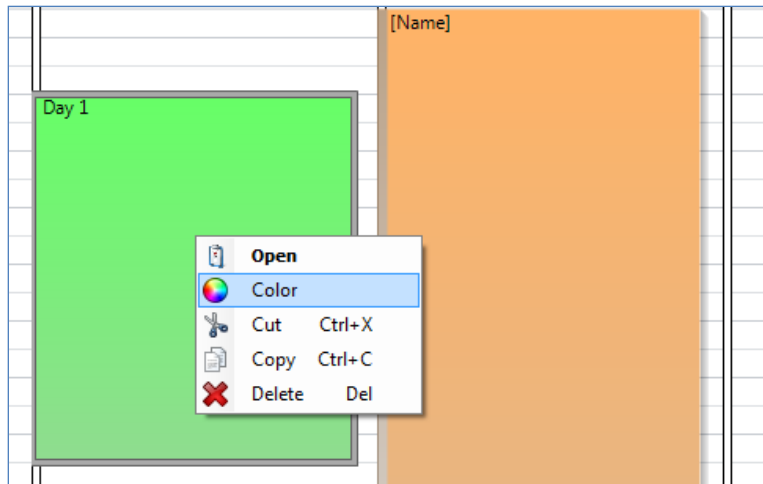 [Name]
Day 1
Open
Color
Cut Ctrl+X
Copy Ctrl+C
Delete Del